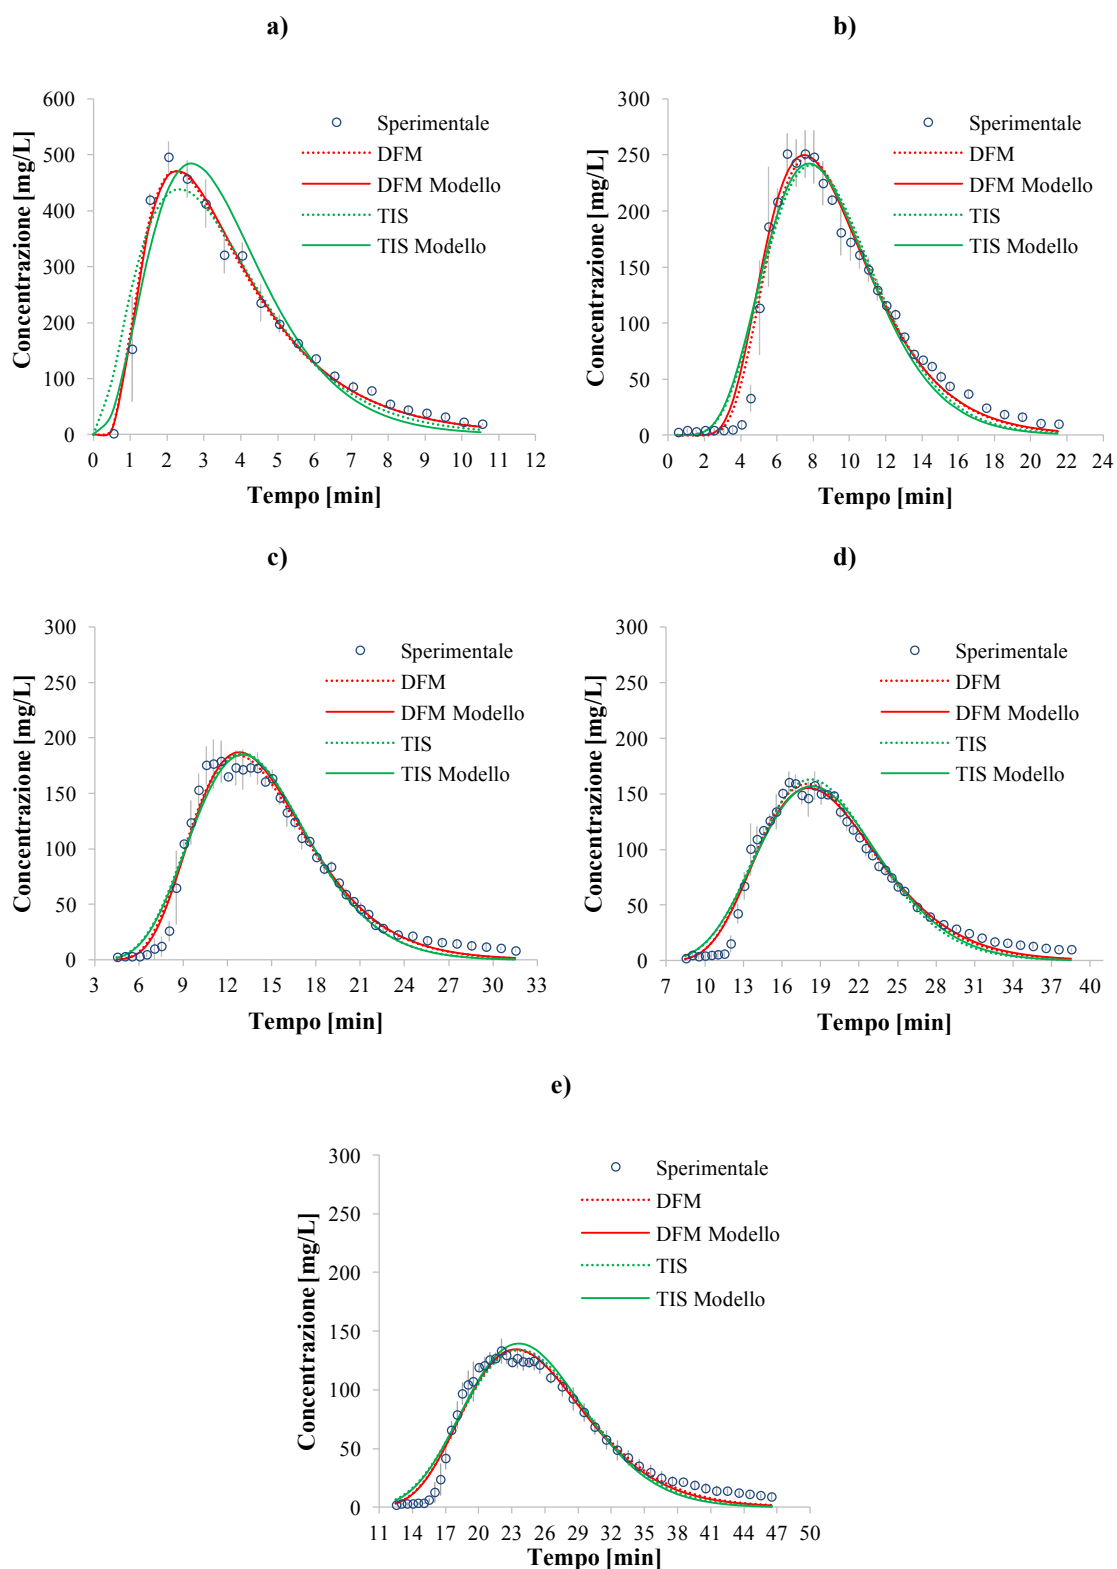 a)
600
500
400
300
200
100
0
Concentrazione [mg/L]
Sperimentale
DFM
DFM Modello
TIS
TIS Modello
0 1 2 3 4 5 6 7 8 9 10 11 12
Tempo [min]
b)
300
250
200
150
100
50
0
Concentrazione [mg/L]
Sperimentale
DFM
DFM Modello
TIS
TIS Modello
0 2 4 6 8 10 12 14 16 18 20 22 24
Tempo [min]
c)
300
250
200
150
100
50
0
Concentrazione [mg/L]
Sperimentale
DFM
DFM Modello
TIS
TIS Modello
3 6 9 12 15 18 21 24 27 30 33
Tempo [min]
d)
300
250
200
150
100
50
0
Concentrazione [mg/L]
Sperimentale
DFM
DFM Modello
TIS
TIS Modello
7 10 13 16 19 22 25 28 31 34 37 40
Tempo [min]
e)
300
250
200
150
100
50
0
Concentrazione [mg/L]
Sperimentale
DFM
DFM Modello
TIS
TIS Modello
11 14 17 20 23 26 29 32 35 38 41 44 47 50
Tempo [min]